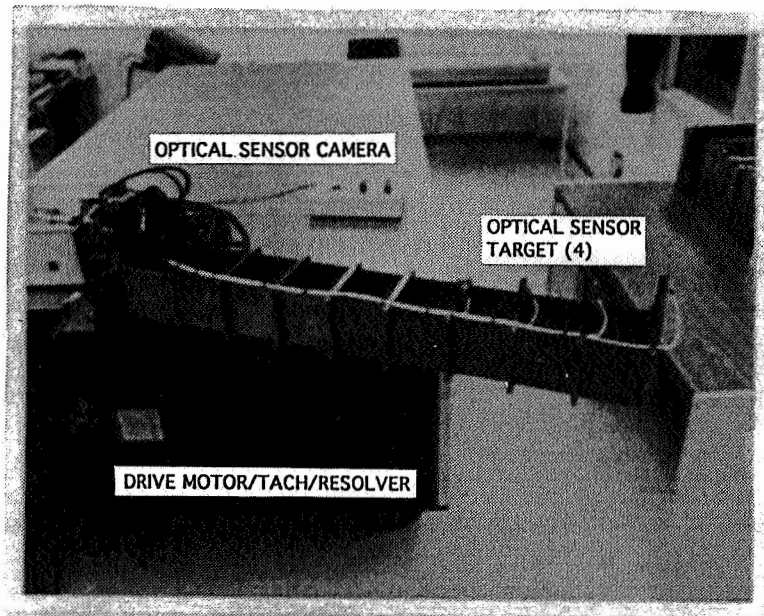 OPTICAL SENSOR CAMERA
OPTICAL SENSOR
TARGET (4)
DRIVE MOTOR/TACH/RESOLVER